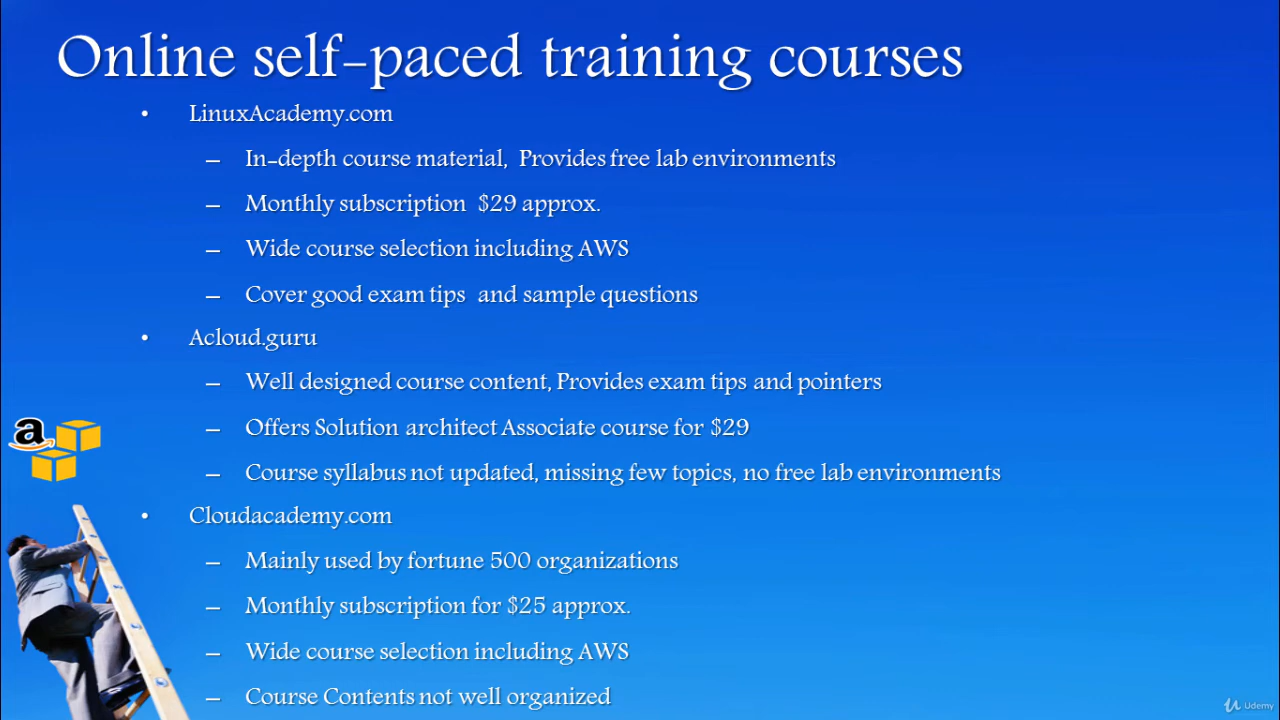 Online self-paced training courses
• LinuxAcademy.com
– In-depth course material, Provides free lab environments
– Monthly subscription $29 approx.
– Wide course selection including AWS
– Cover good exam tips and sample questions
• Acloud.guru
– Well designed course content, Provides exam tips and pointers
– Offers Solution architect Associate course for $29
– Course syllabus not updated, missing few topics, no free lab environments
• Cloudacademy.com
– Mainly used by fortune 500 organizations
– Monthly subscription for $25 approx.
– Wide course selection including AWS
– Course Contents not well organized
a
Udemy